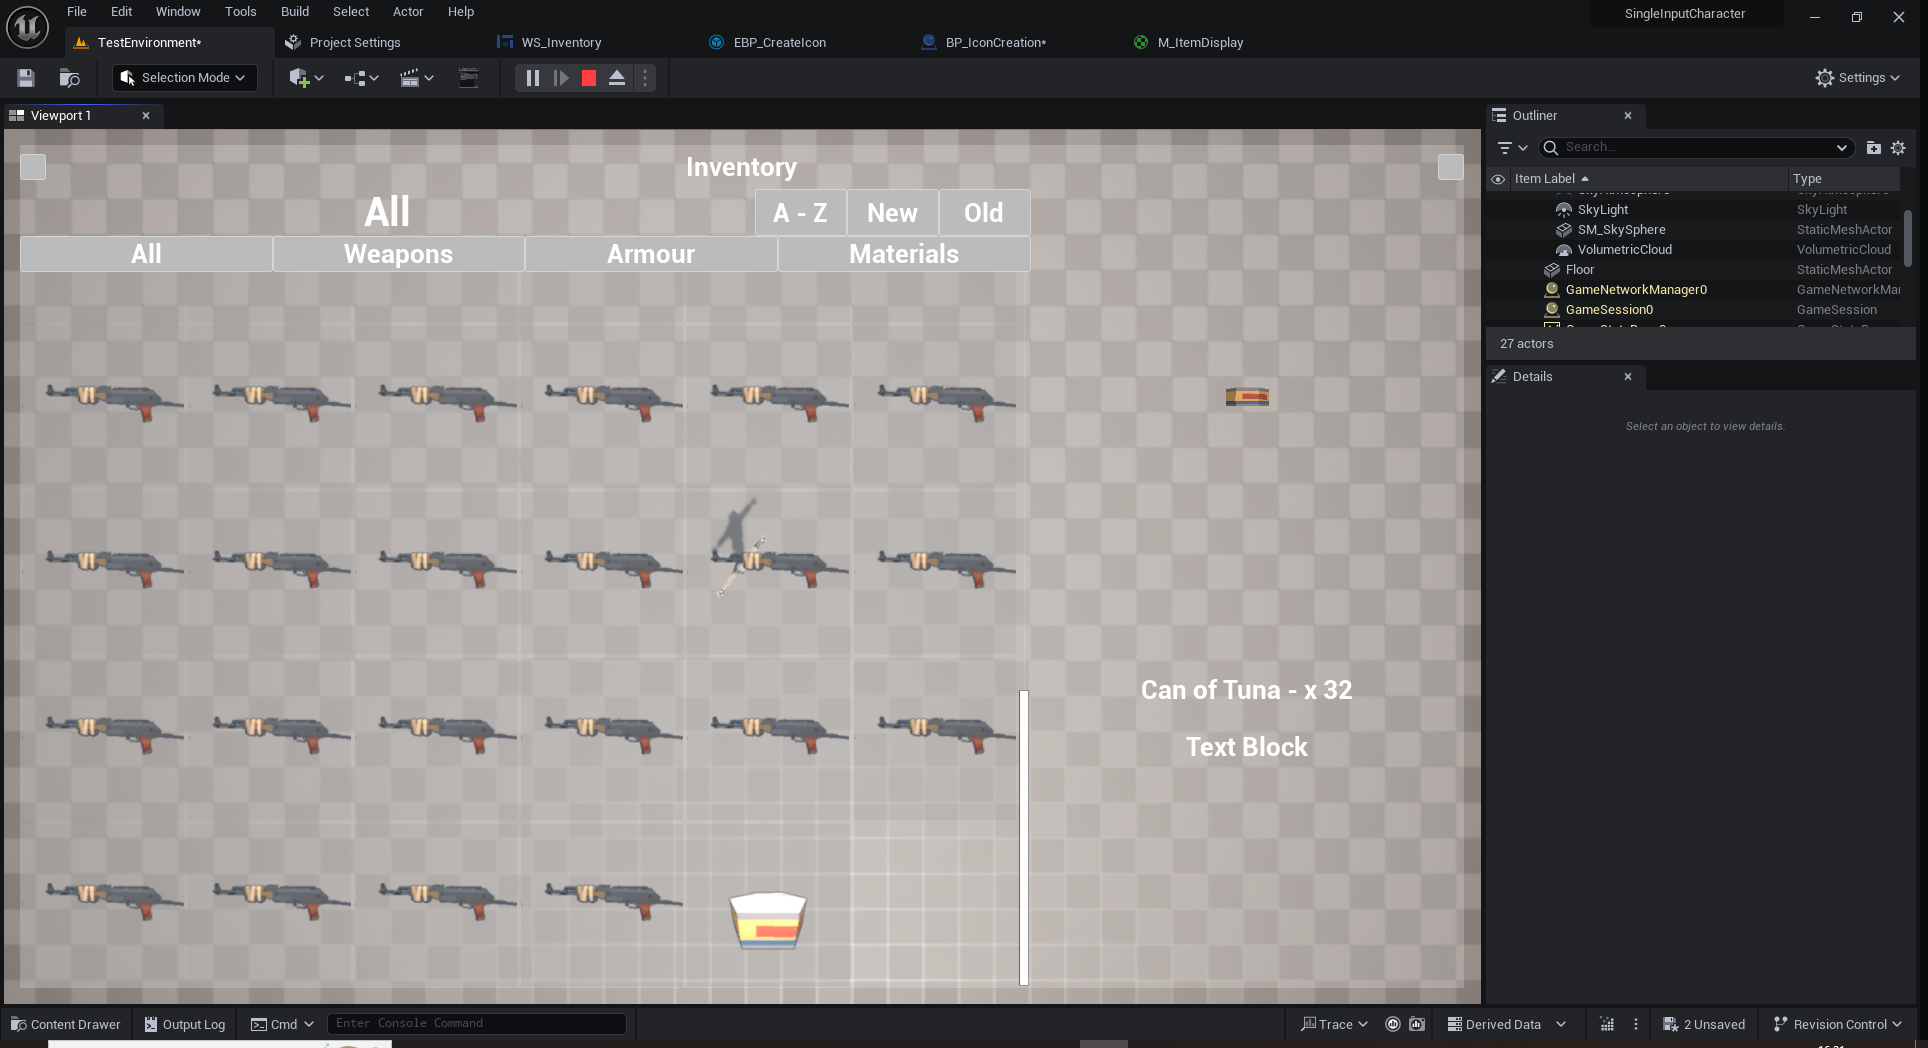 File Edit Window Tools Build Select Actor Help
SingleInputCharacter
TestEnvironment*
Project Settings
WS_Inventory
EBP_CreateIcon
BP_IconCreation*
M_ItemDisplay
Selection Mode
Settings
Viewport 1
Outliner
Search...
Item Label
Type
SkyLight SkyLight
SM_SkySphere StaticMeshActor
VolumetricCloud VolumetricCloud
Floor StaticMeshActor
GameNetworkManager0 GameNetworkMa
GameSession0 GameSession
27 actors
Details
Select an object to view details.
Inventory
All
A - Z
New
Old
All
Weapons
Armour
Materials
Can of Tuna - x 32
Text Block
Content Drawer
Output Log
Cmd
Enter Console Command
Trace
Derived Data
2 Unsaved
Revision Control